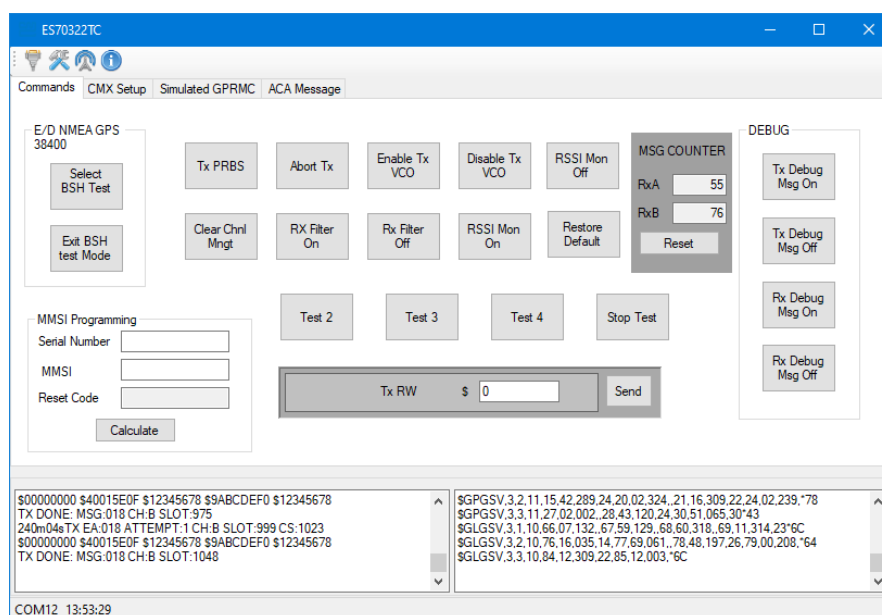 ES70322TC
Commands CMX Setup Simulated GPRMC ACA Message
E/D NMEA GPS
38400
Select
BSH Test
Exit BSH
test Mode
Tx PRBS
Abort Tx
Enable Tx
VCO
Disable Tx
VCO
RSSI Mon
Off
Clear Chnl
Mngt
RX Filter
On
Rx Filter
Off
RSSI Mon
On
Restore
Default
MSG COUNTER
RxA 55
RxB 76
Reset
DEBUG
Tx Debug
Msg On
Tx Debug
Msg Off
Rx Debug
Msg On
Rx Debug
Msg Off
MMSI Programming
Serial Number
MMSI
Reset Code
Calculate
Test 2
Test 3
Test 4
Stop Test
Tx RW $ 0 Send
$00000000 $40015E0F $12345678 $9ABCDEF0 $12345678
TX DONE: MSG:018 CH:B SLOT:975
240m04sTX EA:018 ATTEMPT:1 CH:B SLOT:999 CS:1023
$00000000 $40015E0F $12345678 $9ABCDEF0 $12345678
TX DONE: MSG:018 CH:B SLOT:1048
$GPGSV,3,2,11,15,42,289,24,20,02,324,,21,16,309,22,24,02,239,*78
$GPGSV,3,3,11,27,02,002,,28,43,120,24,30,51,065,30*43
$GLGSV,3,1,10,66,07,132,,67,59,129,,68,60,318,,69,11,314,23*6C
$GLGSV,3,2,10,76,16,035,14,77,69,061,,78,48,197,26,79,00,208,*64
$GLGSV,3,3,10,84,12,309,22,85,12,003,*6C
COM12 13:53:29